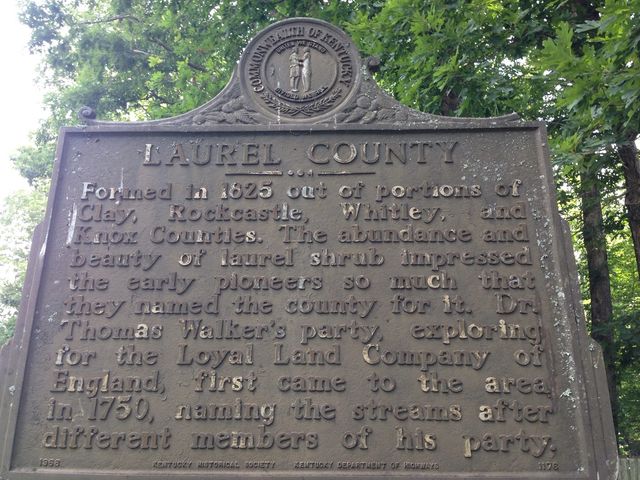 COMMONWEALTH OF KENTUCKY
UNITED WE STAND
DIVIDED WE FALL
LAUREL COUNTY
Formed in 1825 out of portions of
Clay, Rockcastle, Whitley, and
Knox Counties. The abundance and
beauty of laurel shrub impressed
the early pioneers so much that
they named the county for it. Dr.
Thomas Walker's party, exploring
for the Loyal Land Company of
England, first came to the area
in 1750, naming the streams after
different members of his party.
1968 KENTUCKY HISTORICAL SOCIETY KENTUCKY DEPARTMENT OF HIGHWAYS 1176